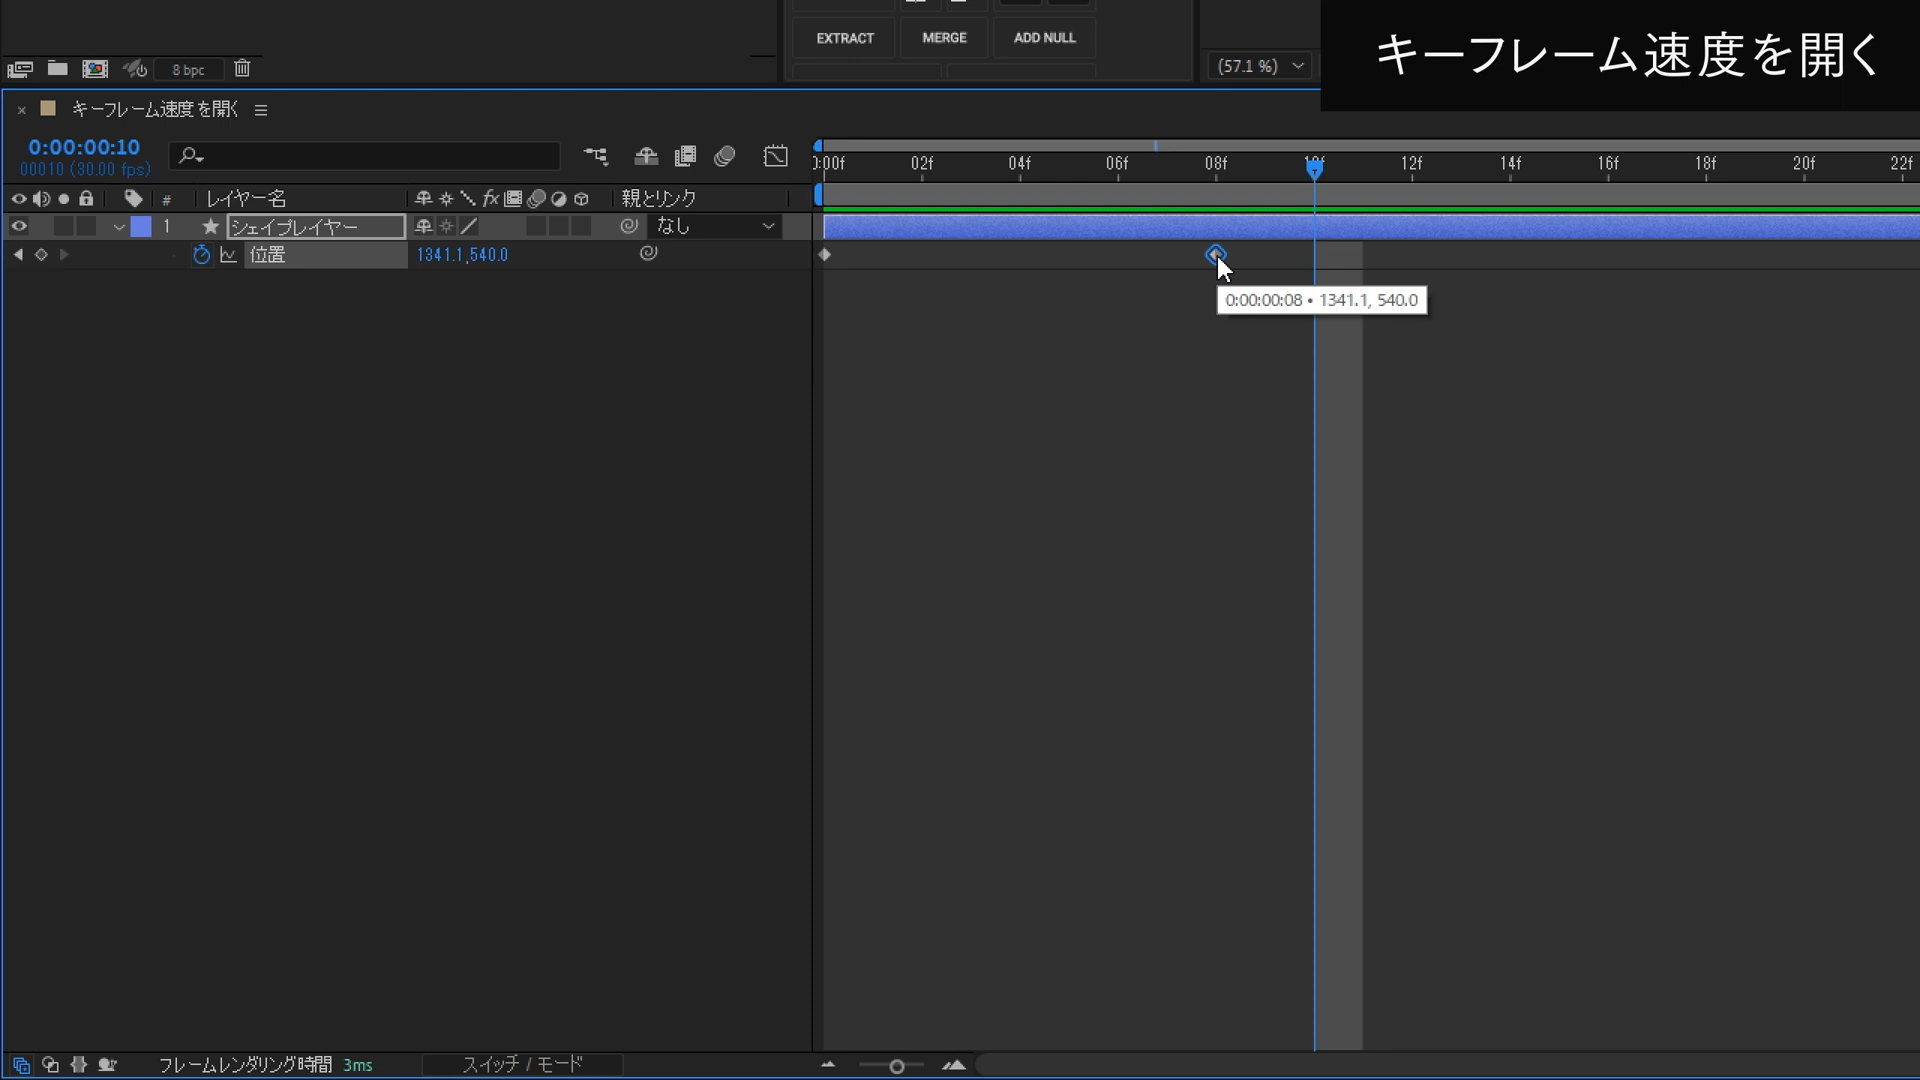 EXTRACT MERGE ADD NULL
8 bpc
(57.1 %)
キーフレーム速度を開く
キーフレーム速度を開く
0:00:00:10
00010 (30.00 fps)
:00f 02f 04f 06f 08f 10f 12f 14f 16f 18f 20f 22f
# レイヤー名 fx 親とリンク
1 シェイプレイヤー なし
位置 1341.1,540.0
0:00:00:08 • 1341.1, 540.0
フレームレンダリング時間 3ms スイッチ / モード